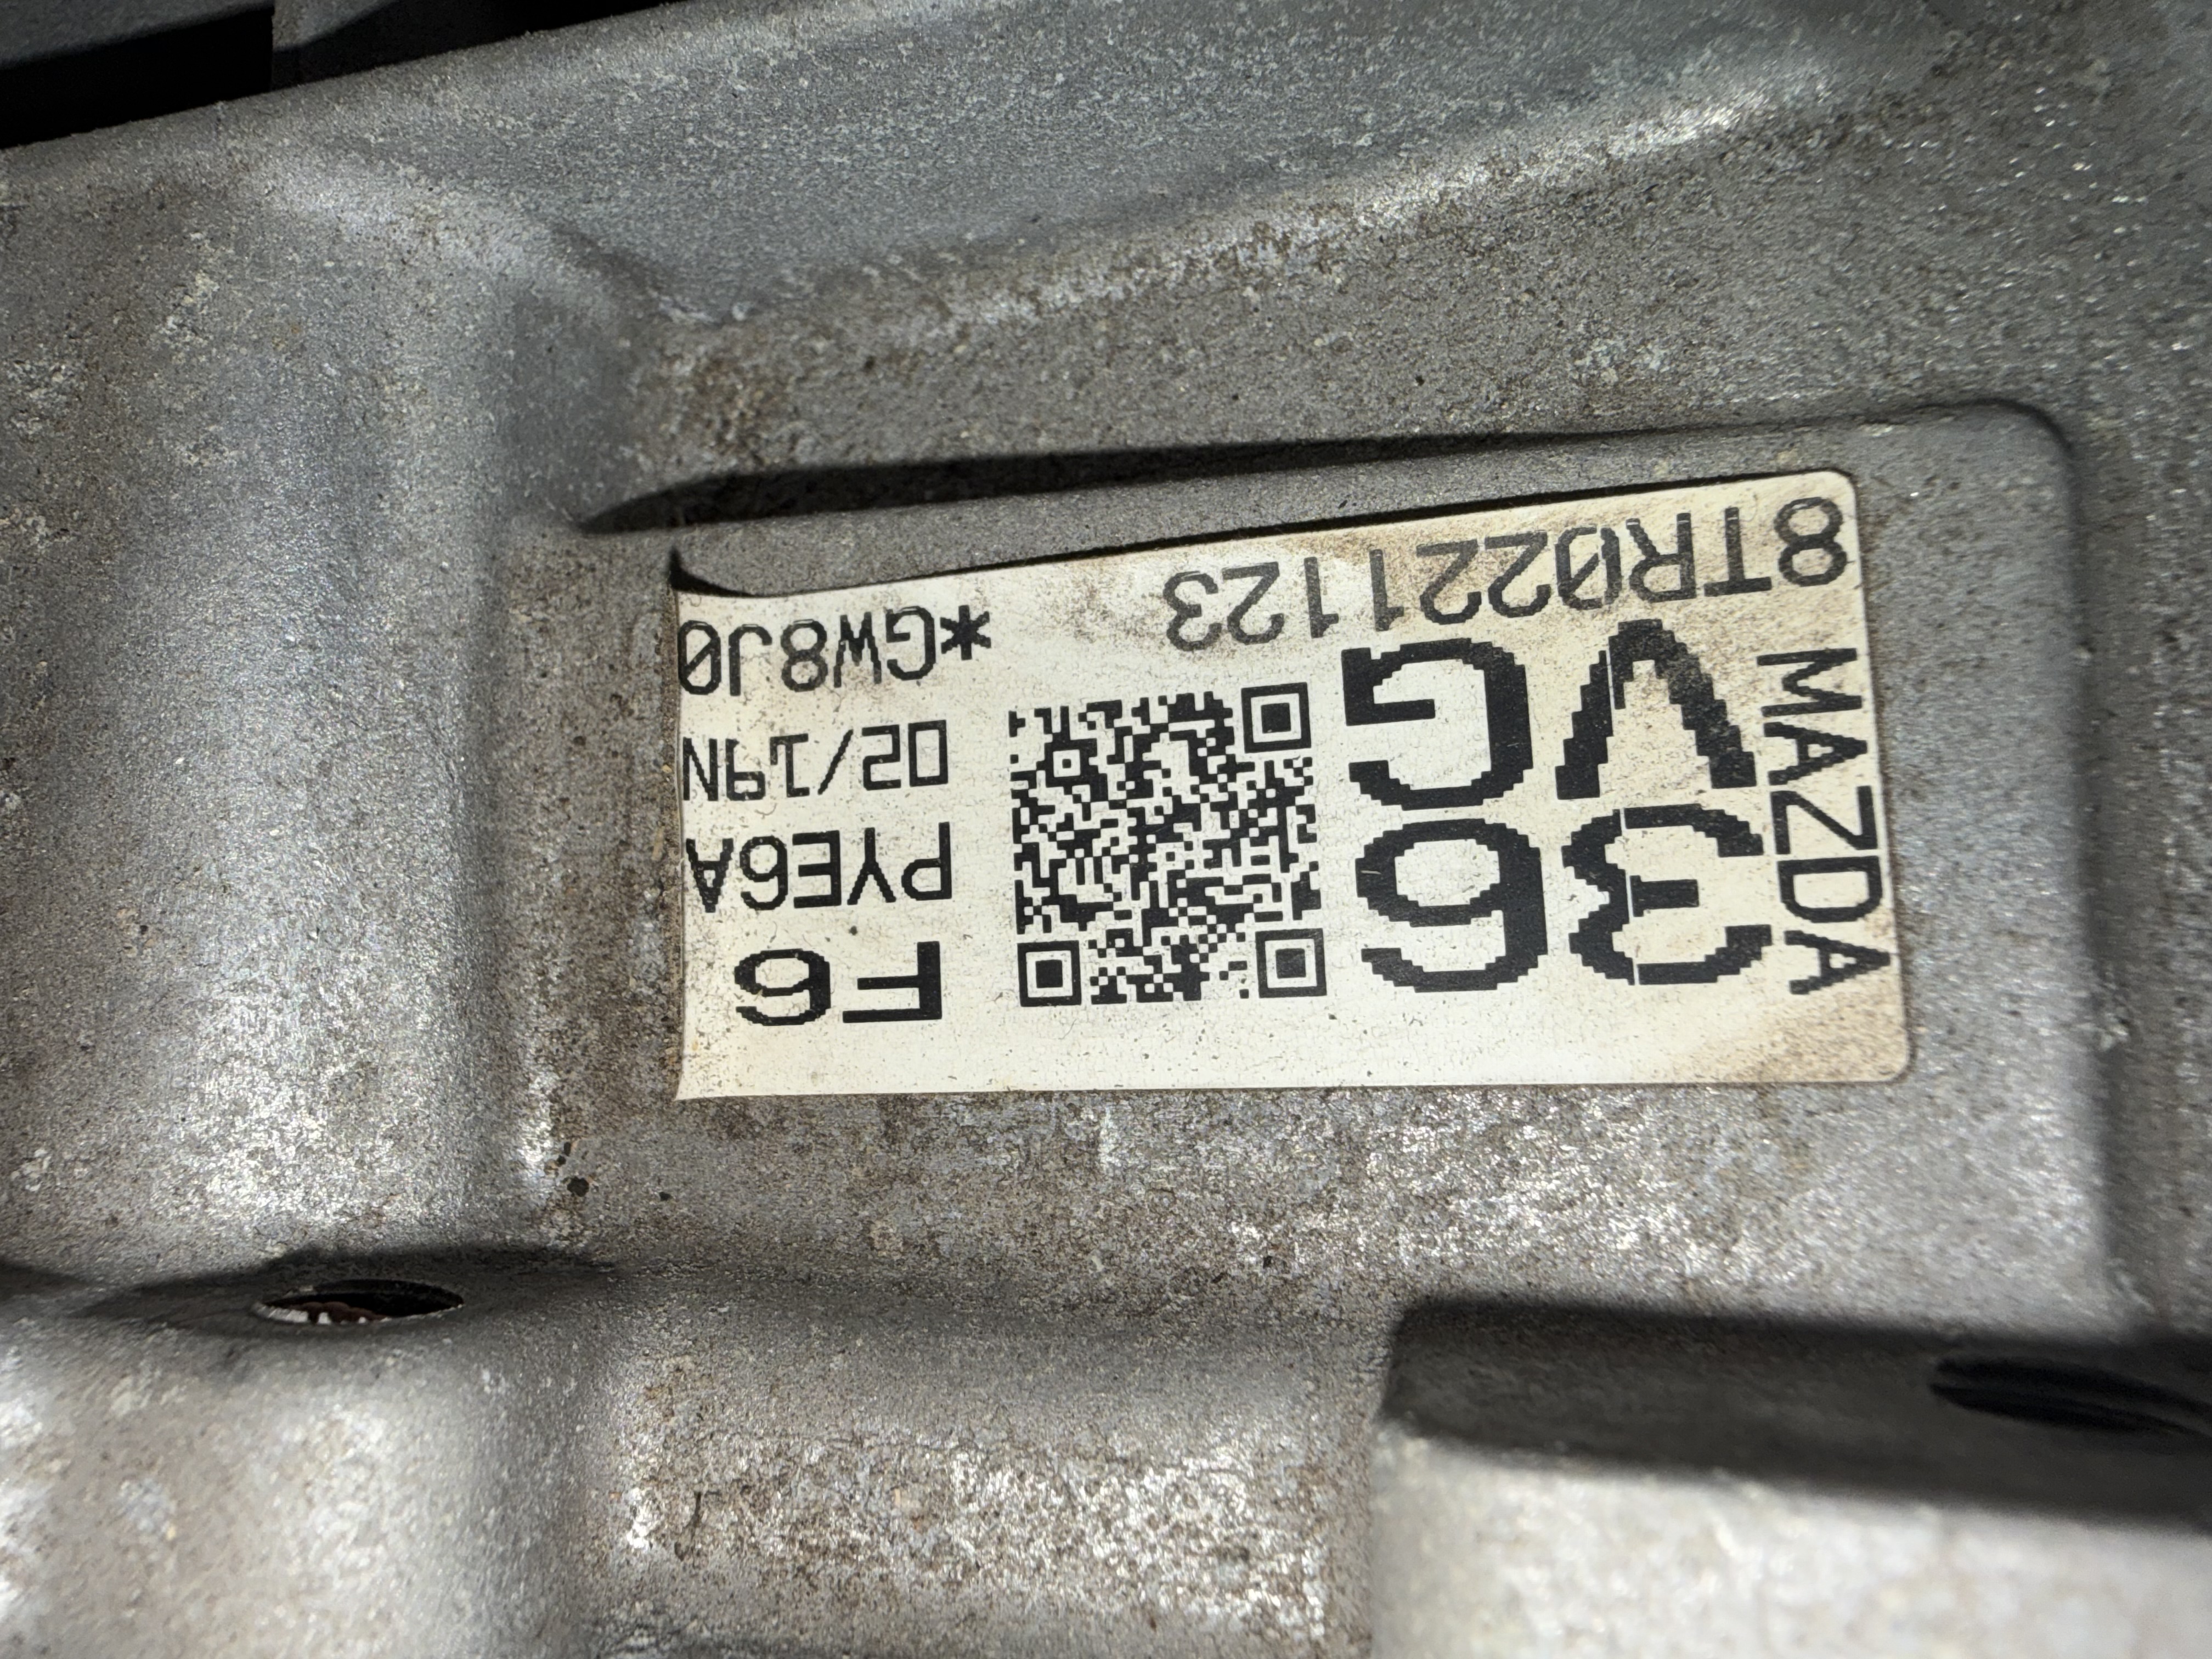 MAZDA
36
VG
F6
PYE6A
02/19N
8TR0221123 *GW8J0